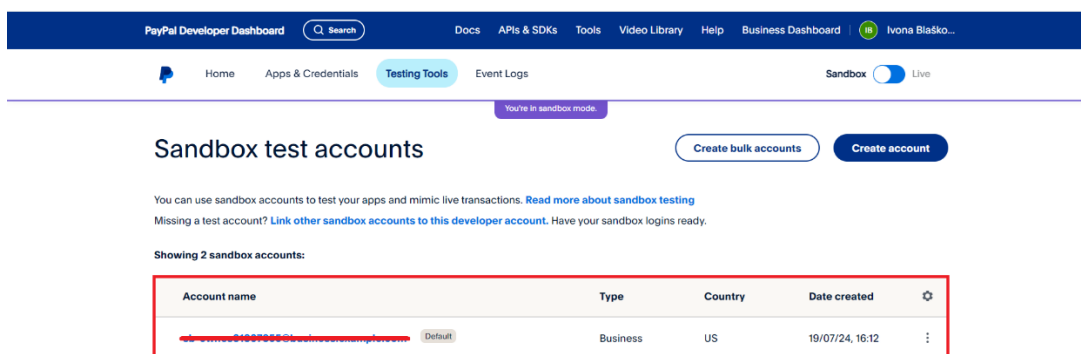 PayPal Developer Dashboard Search Docs APIs & SDKs Tools Video Library Help Business Dashboard IB Ivona Blaško...
Home Apps & Credentials Testing Tools Event Logs Sandbox Live
You're in sandbox mode.
Sandbox test accounts Create bulk accounts Create account
You can use sandbox accounts to test your apps and mimic live transactions. Read more about sandbox testing
Missing a test account? Link other sandbox accounts to this developer account. Have your sandbox logins ready.
Showing 2 sandbox accounts:
Account name Type Country Date created
Default Business US 19/07/24, 16:12